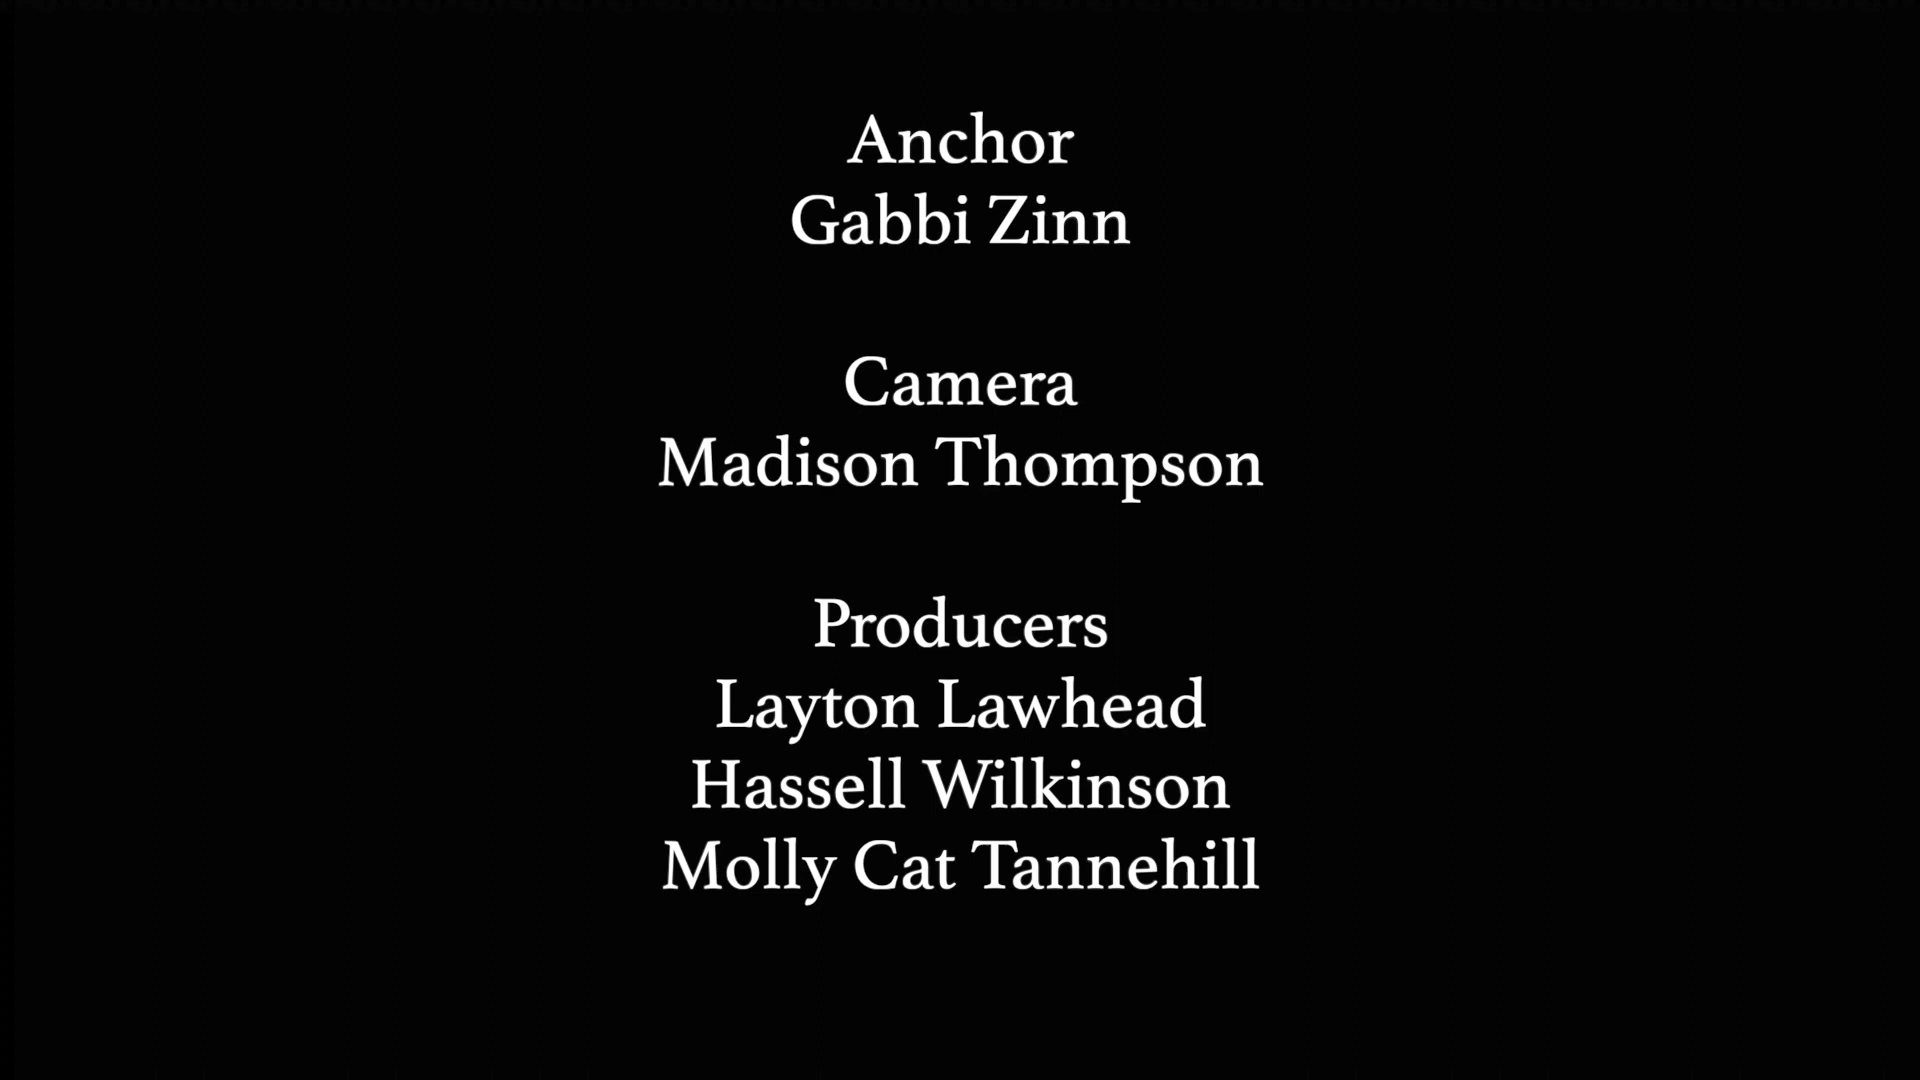 Anchor
Gabbi Zinn
Camera
Madison Thompson
Producers
Layton Lawhead
Hassell Wilkinson
Molly Cat Tannehill